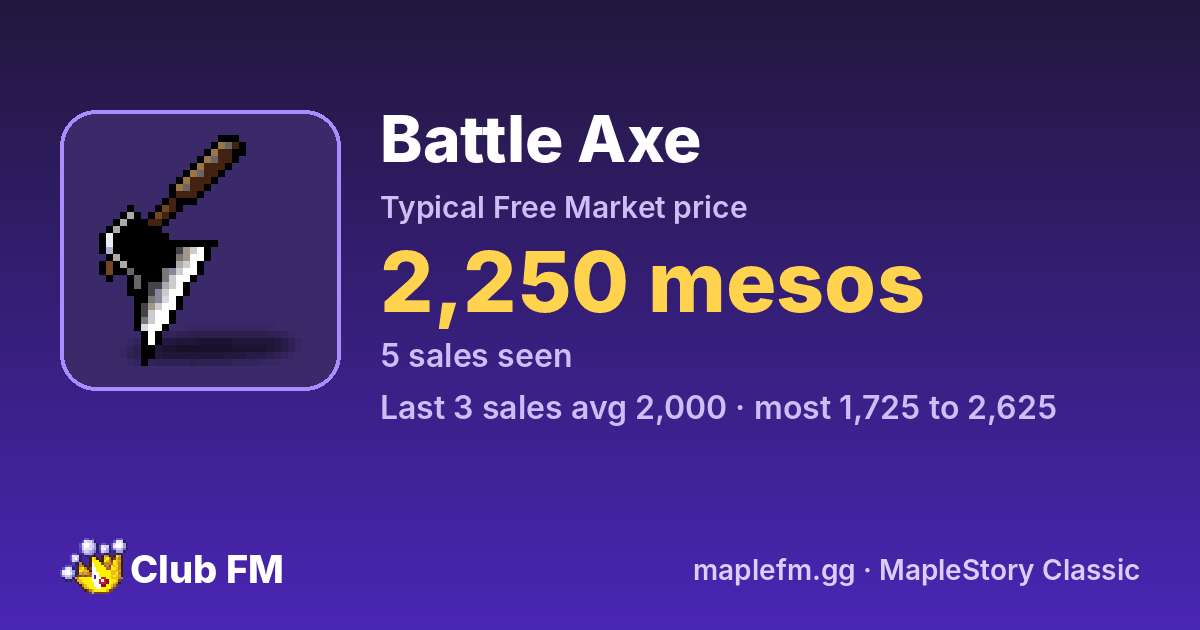 Battle Axe
Typical Free Market price
2,250 mesos
5 sales seen
Last 3 sales avg 2,000 · most 1,725 to 2,625
Club FM
maplefm.gg · MapleStory Classic